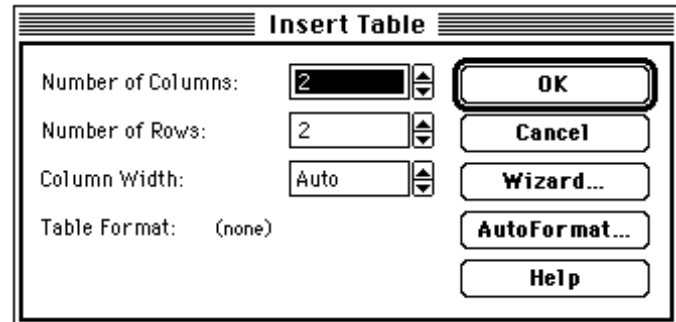 Insert Table
Number of Columns: 2
OK
Number of Rows: 2
Cancel
Column Width: Auto
Wizard...
Table Format: (none)
AutoFormat...
Help